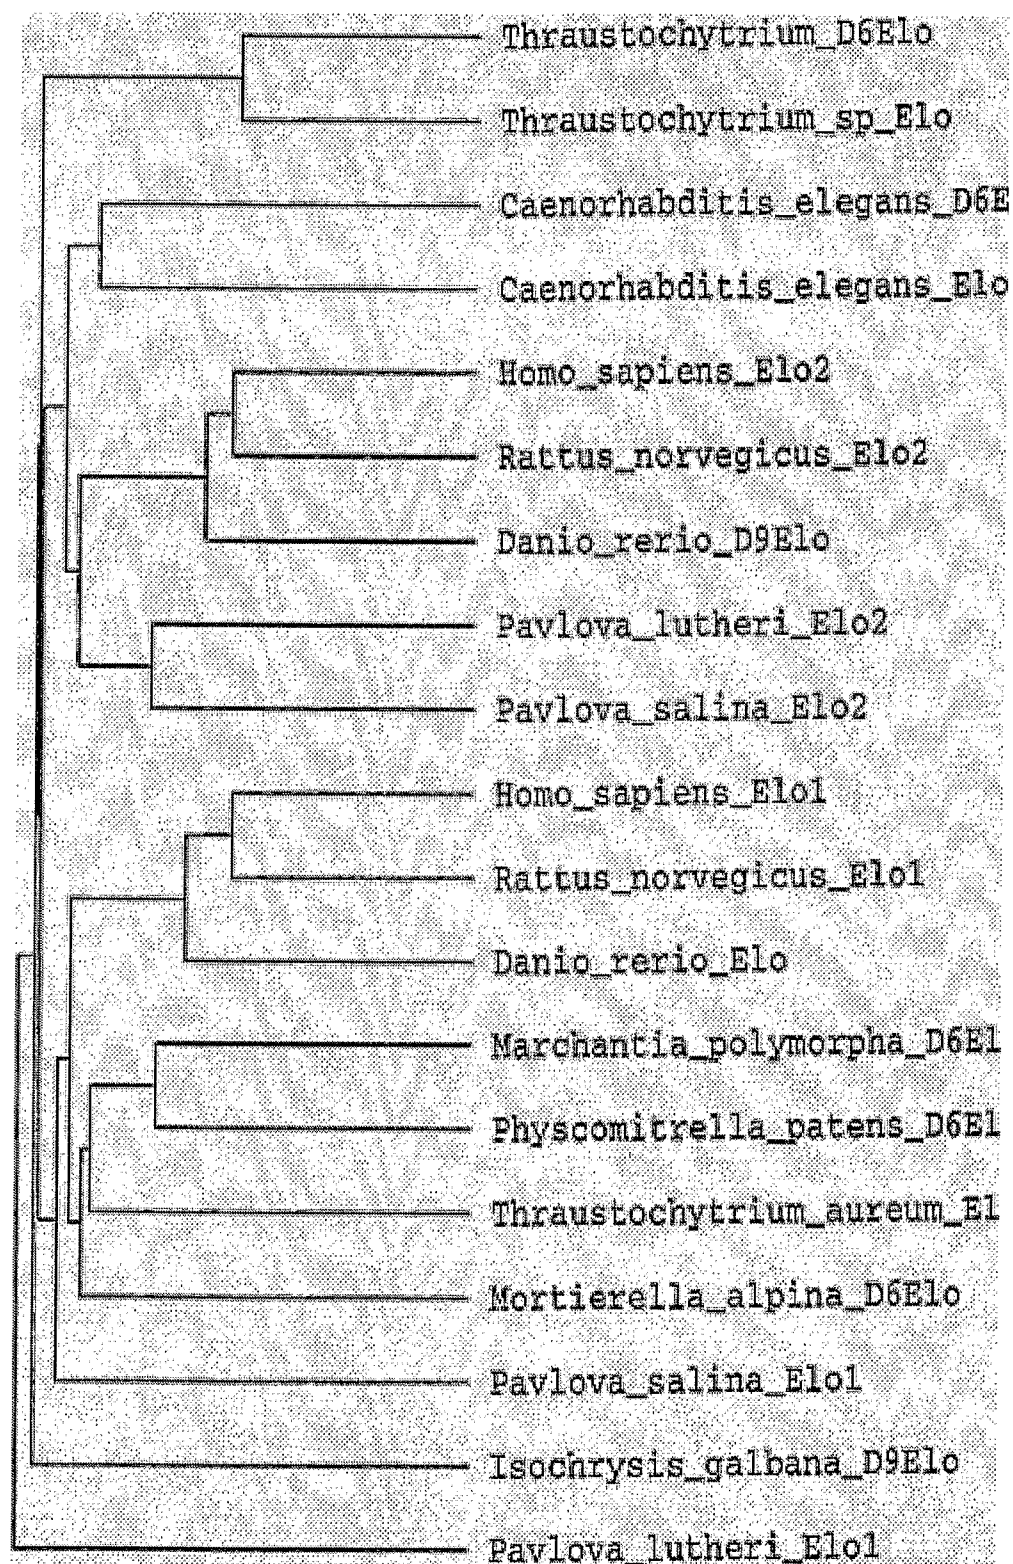 Thraustochytrium_D6Elo
Thraustochytrium_sp_Elo
Caenorhabditis_elegans_D6E
Caenorhabditis_elegans_Elo
Homo_sapiens_Elo2
Rattus_norvegicus_Elo2
Danio_rerio_D9Elo
Pavlova_lutheri_Elo2
Pavlova_salina_Elo2
Homo_sapiens_Elo1
Rattus_norvegicus_Elo1
Danio_rerio_Elo
Marchantia_polymorpha_D6El
Physcomitrella_patens_D6El
Thraustochytrium_aureum_El
Mortierella_alpina_D6Elo
Pavlova_salina_Elo1
Isochrysis_galbana_D9Elo
Pavlova_lutheri_Elo1